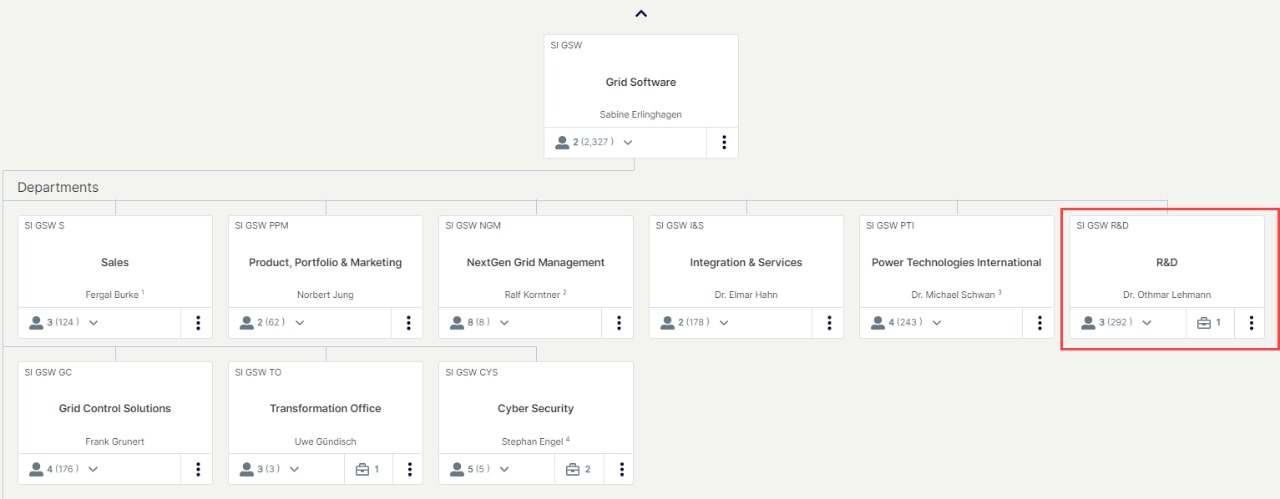 SI GSW
Grid Software
Sabine Erlinghagen
2 (2,327 )
Departments
SI GSW S
Sales
Fergal Burke 1
3 (124 )
SI GSW PPM
Product, Portfolio & Marketing
Norbert Jung
2 (62 )
SI GSW NGM
NextGen Grid Management
Ralf Korntner 2
8 (8 )
SI GSW I&S
Integration & Services
Dr. Elmar Hahn
2 (178 )
SI GSW PTI
Power Technologies International
Dr. Michael Schwan 3
4 (243 )
SI GSW R&D
R&D
Dr. Othmar Lehmann
3 (292 ) 1
SI GSW GC
Grid Control Solutions
Frank Grunert
4 (176 )
SI GSW TO
Transformation Office
Uwe Gündisch
3 (3 ) 1
SI GSW CYS
Cyber Security
Stephan Engel 4
5 (5 ) 2